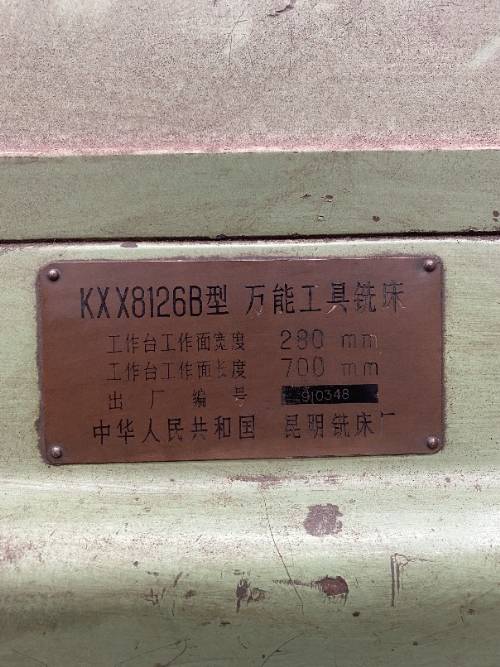 KXX8126B型 万能工具铣床
工作台工作面宽度 280 mm
工作台工作面长度 700 mm
出厂编号 910348
中华人民共和国 昆明铣床厂